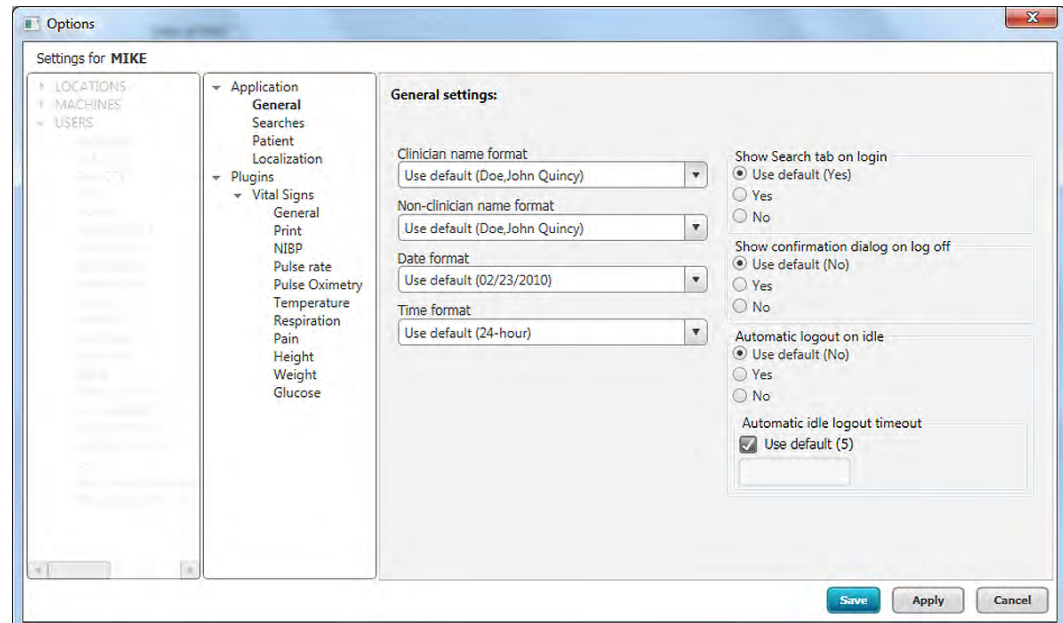 Options
Settings for MIKE
LOCATIONS
MACHINES
USERS
Application
General
Searches
Patient
Localization
Plugins
Vital Signs
General
Print
NIBP
Pulse rate
Pulse Oximetry
Temperature
Respiration
Pain
Height
Weight
Glucose
General settings:
Clinician name format
Use default (Doe,John Quincy)
Non-clinician name format
Use default (Doe,John Quincy)
Date format
Use default (02/23/2010)
Time format
Use default (24-hour)
Show Search tab on login
Use default (Yes)
Yes
No
Show confirmation dialog on log off
Use default (No)
Yes
No
Automatic logout on idle
Use default (No)
Yes
No
Automatic idle logout timeout
Use default (5)
Save
Apply
Cancel